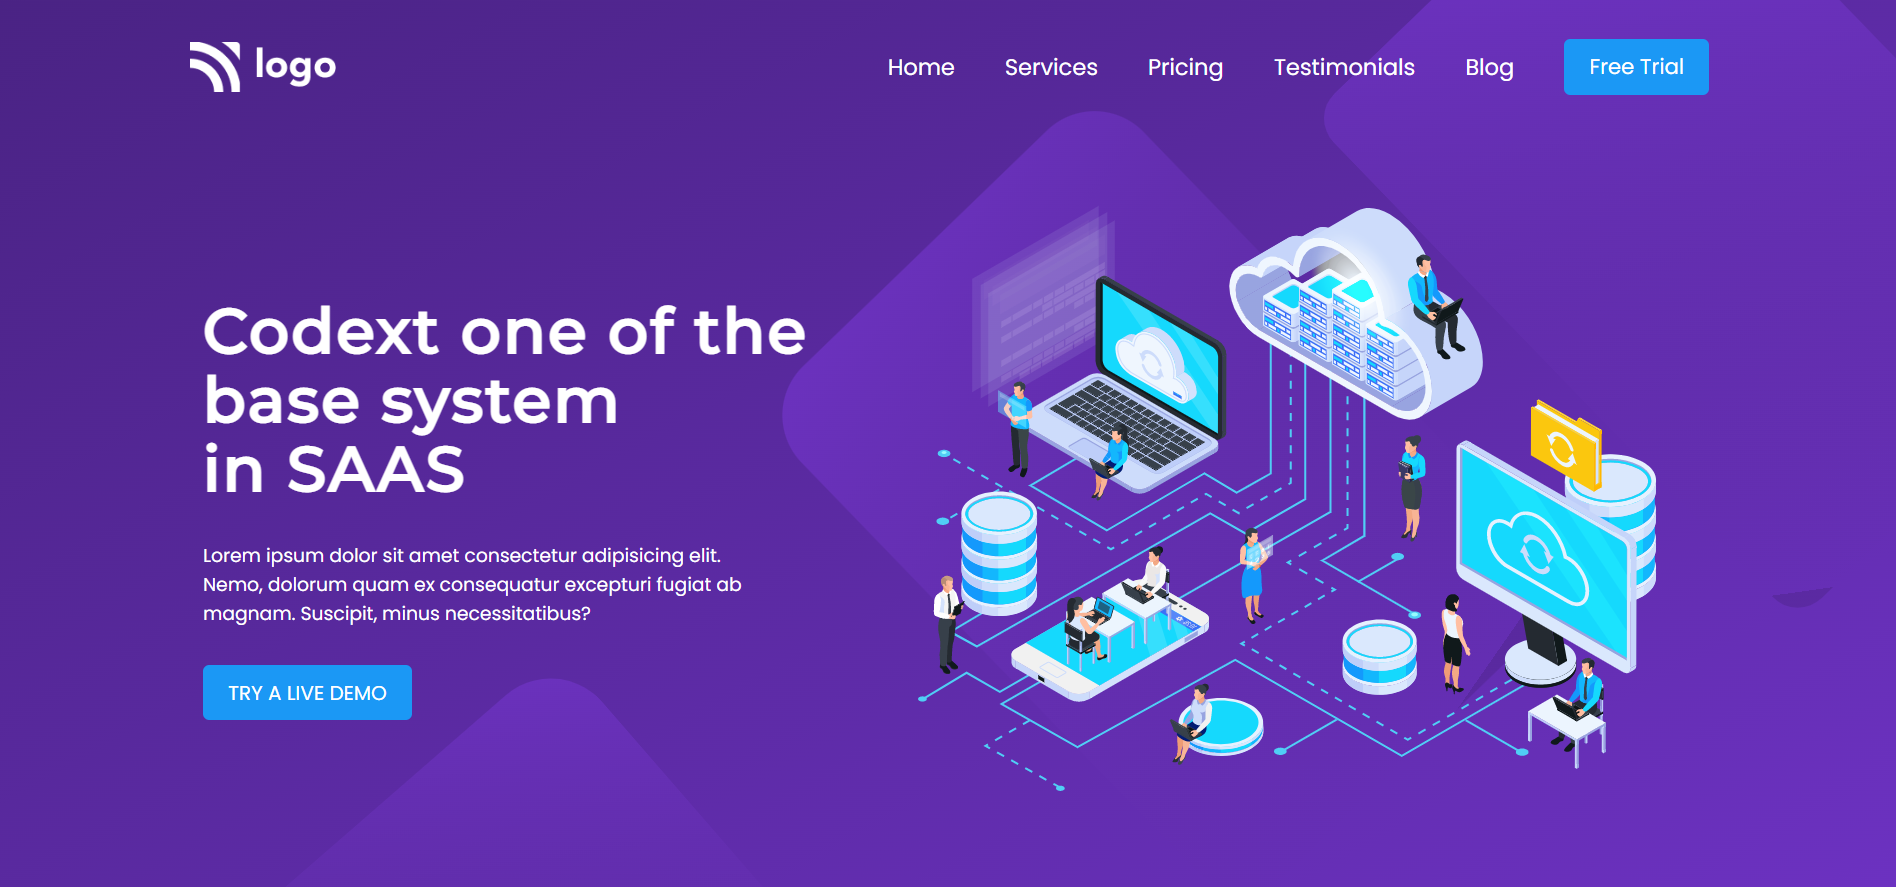 logo
Home Services Pricing Testimonials Blog Free Trial
Codext one of the
base system
in SAAS
Lorem ipsum dolor sit amet consectetur adipisicing elit.
Nemo, dolorum quam ex consequatur excepturi fugiat ab
magnam. Suscipit, minus necessitatibus?
TRY A LIVE DEMO